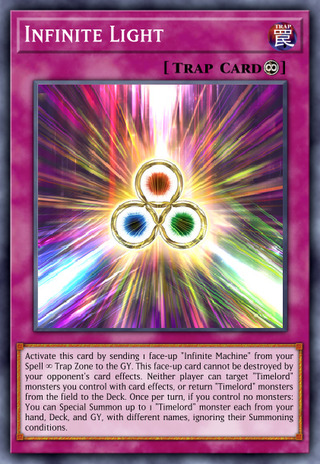 Infinite Light
TRAP
罠
[ Trap Card♾]
Activate this card by sending 1 face-up "Infinite Machine" from your
Spell ∞ Trap Zone to the GY. This face-up card cannot be destroyed
by your opponent's card effects. Neither player can target "Timelord"
monsters you control with card effects, or return "Timelord" monsters
from the field to the Deck. Once per turn, if you control no monsters:
You can Special Summon up to 1 "Timelord" monster each from your
hand, Deck, and GY, with different names, ignoring their Summoning
conditions.